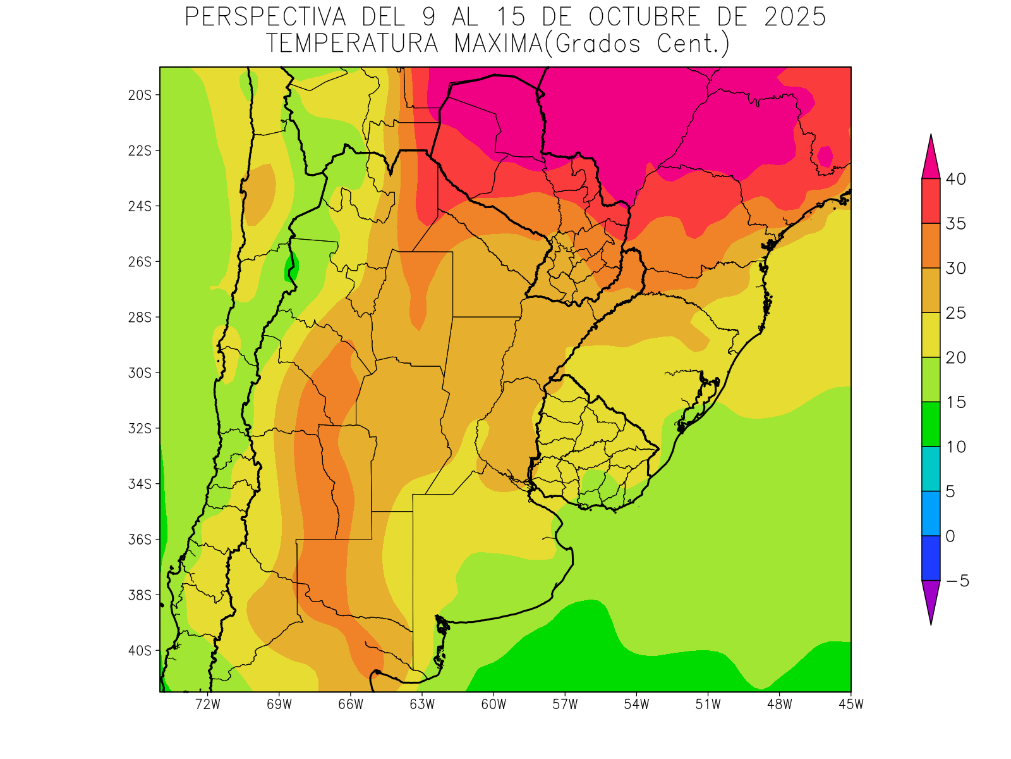 PERSPECTIVA DEL 9 AL 15 DE OCTUBRE DE 2025
TEMPERATURA MAXIMA(Grados Cent.)
20S
22S
24S
26S
28S
30S
32S
34S
36S
38S
40S
72W 69W 66W 63W 60W 57W 54W 51W 48W 45W
40
35
30
25
20
15
10
5
0
−5